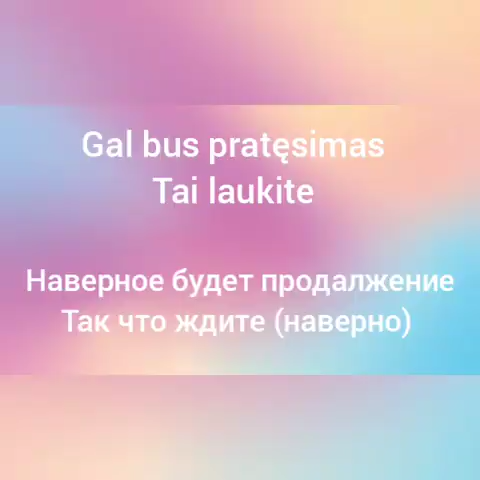 Gal bus pratęsimas
Tai laukite
Наверное будет продалжение
Так что ждите (наверно)